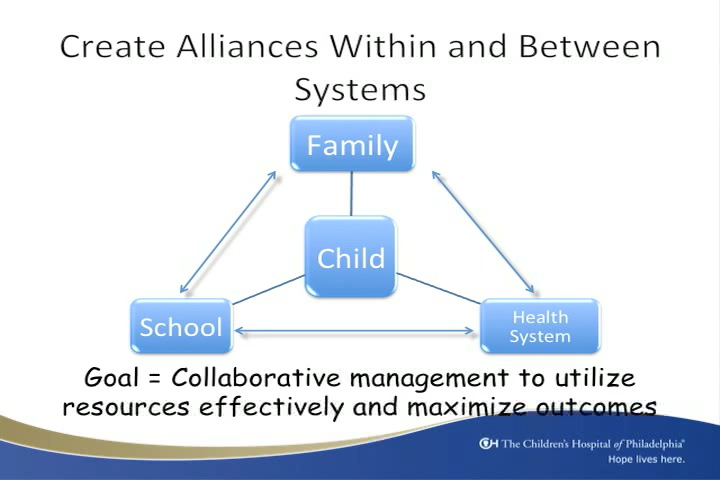 Create Alliances Within and Between
Systems
Family
Child
School
Health
System
Goal = Collaborative management to utilize
resources effectively and maximize outcomes
CH The Children's Hospital of Philadelphia®
Hope lives here.